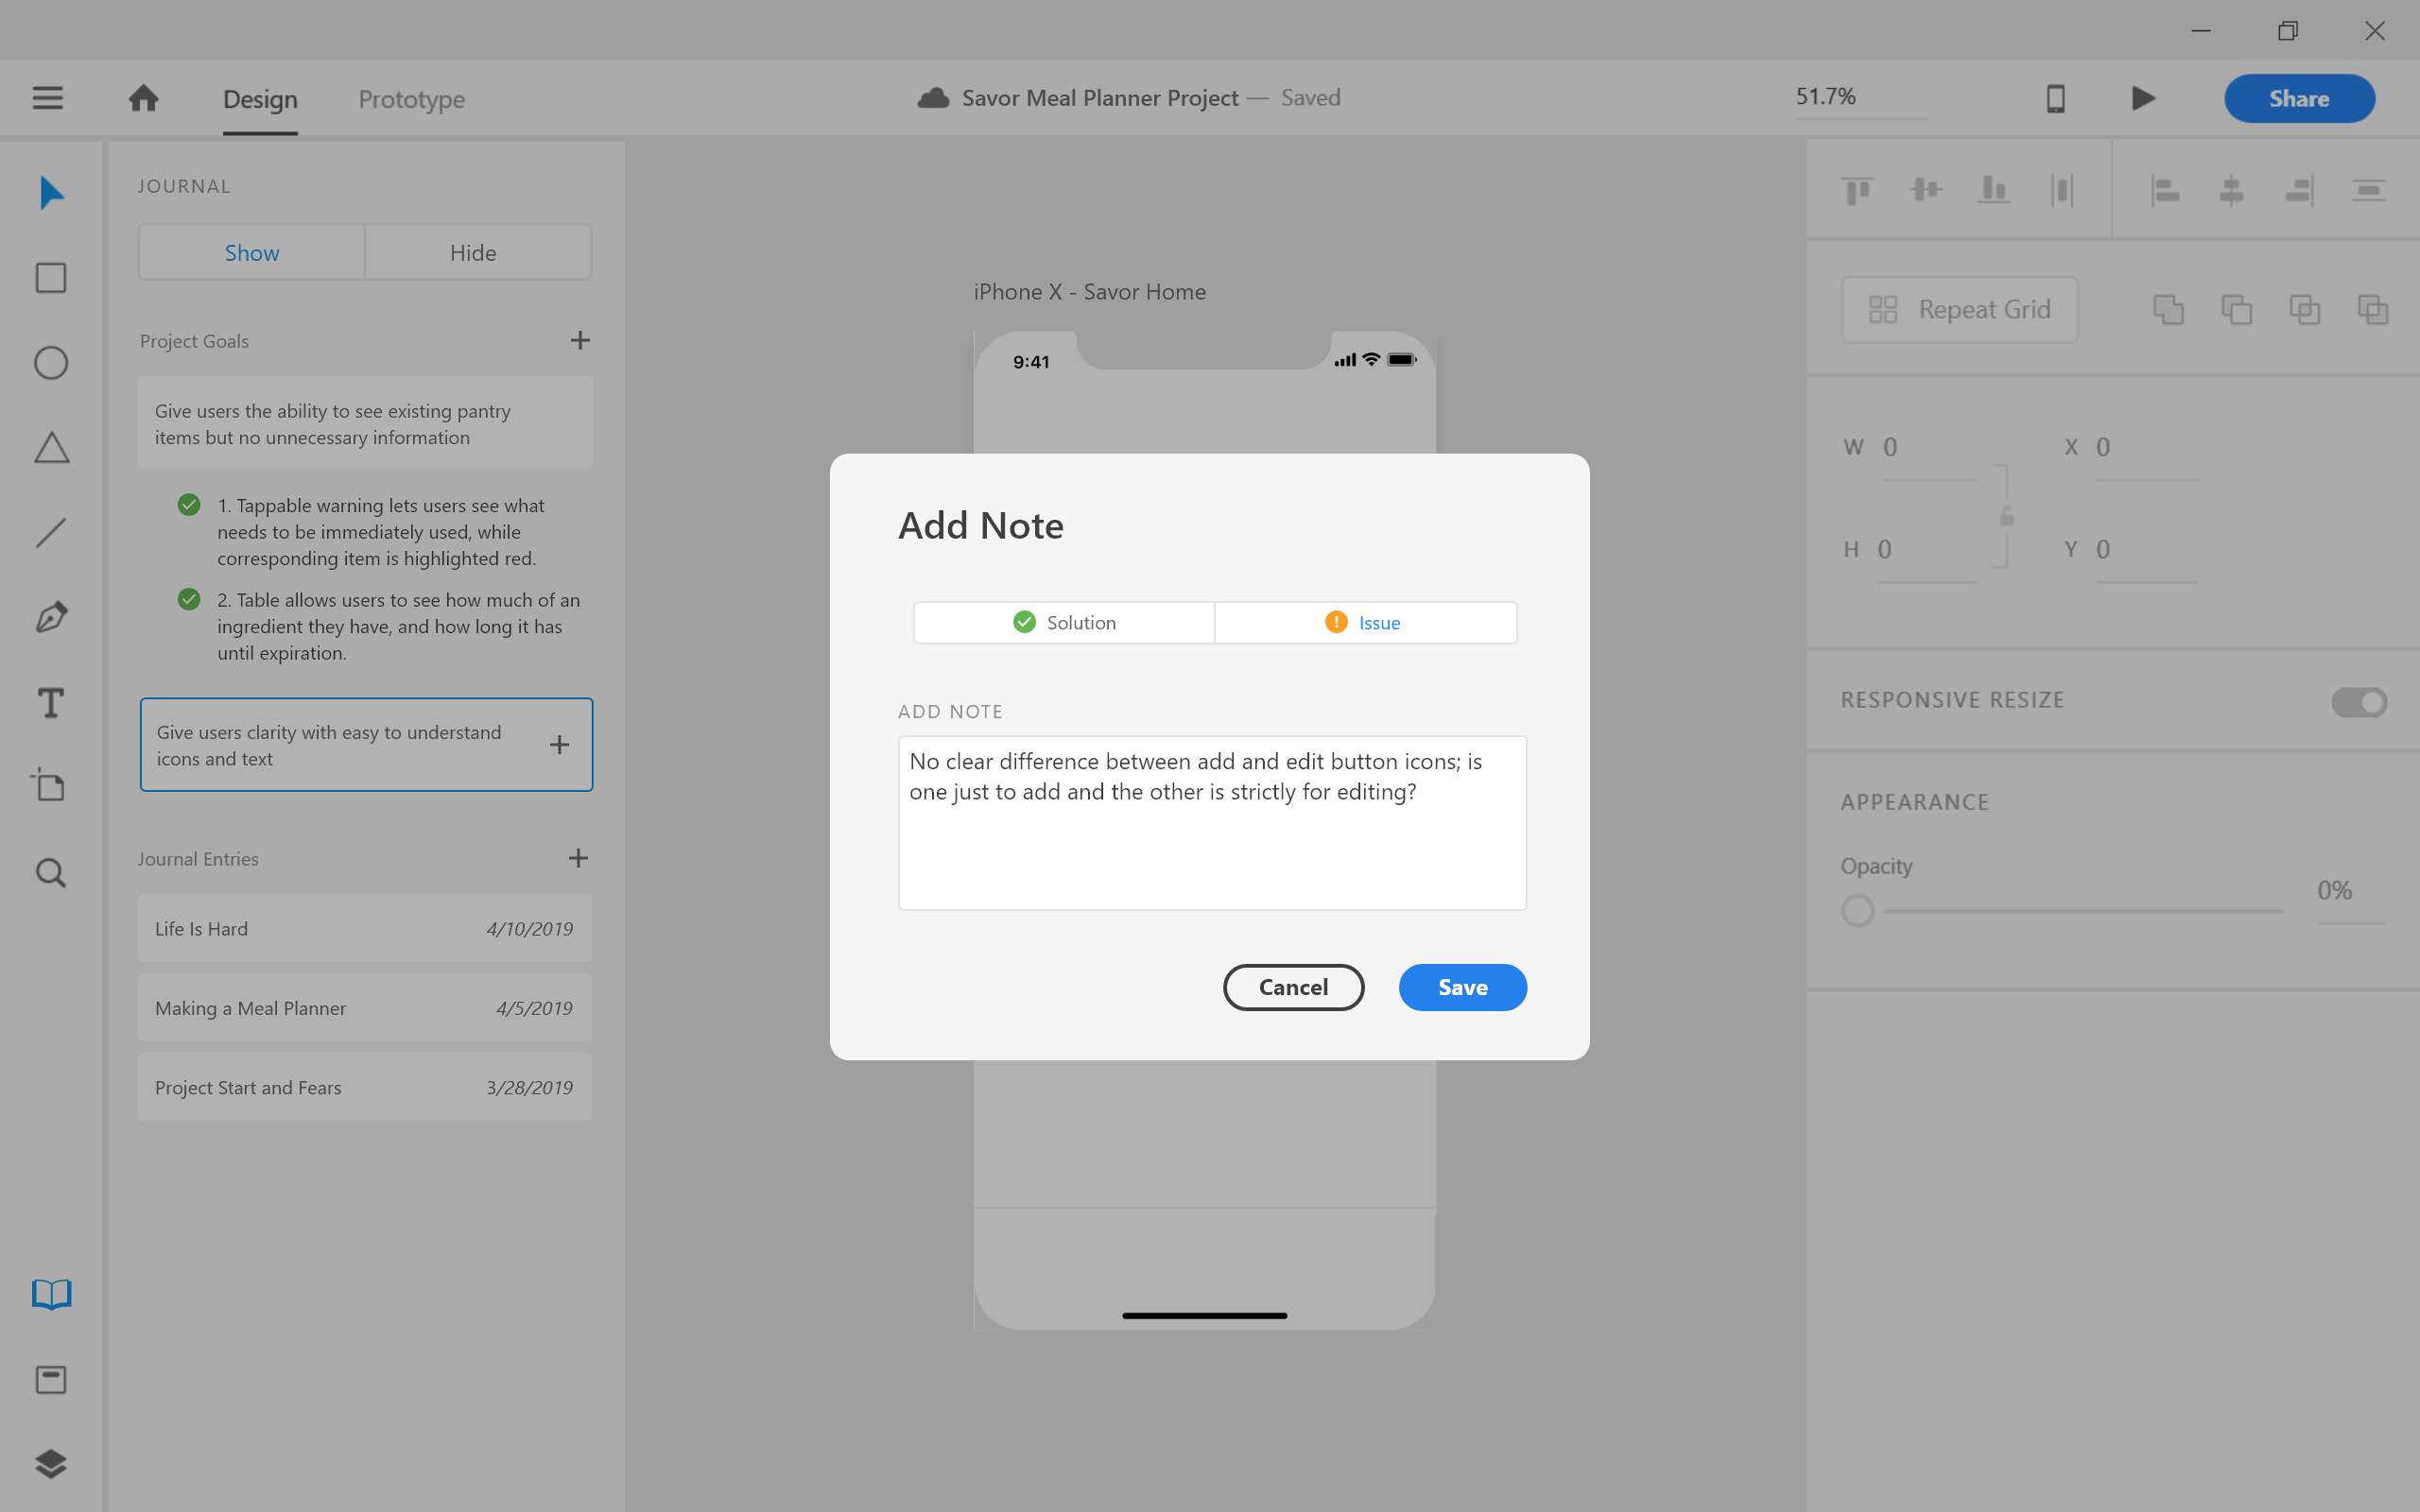 Design
Prototype
Savor Meal Planner Project — Saved
51.7%
Share
JOURNAL
Show
Hide
Project Goals
Give users the ability to see existing pantry
items but no unnecessary information
1. Tappable warning lets users see what
needs to be immediately used, while
corresponding item is highlighted red.
2. Table allows users to see how much of an
ingredient they have, and how long it has
until expiration.
Give users clarity with easy to understand
icons and text
Journal Entries
Life Is Hard 4/10/2019
Making a Meal Planner 4/5/2019
Project Start and Fears 3/28/2019
iPhone X - Savor Home
9:41
Add Note
Solution
Issue
ADD NOTE
No clear difference between add and edit button icons; is
one just to add and the other is strictly for editing?
Cancel
Save
Repeat Grid
W 0
X 0
H 0
Y 0
RESPONSIVE RESIZE
APPEARANCE
Opacity
0%